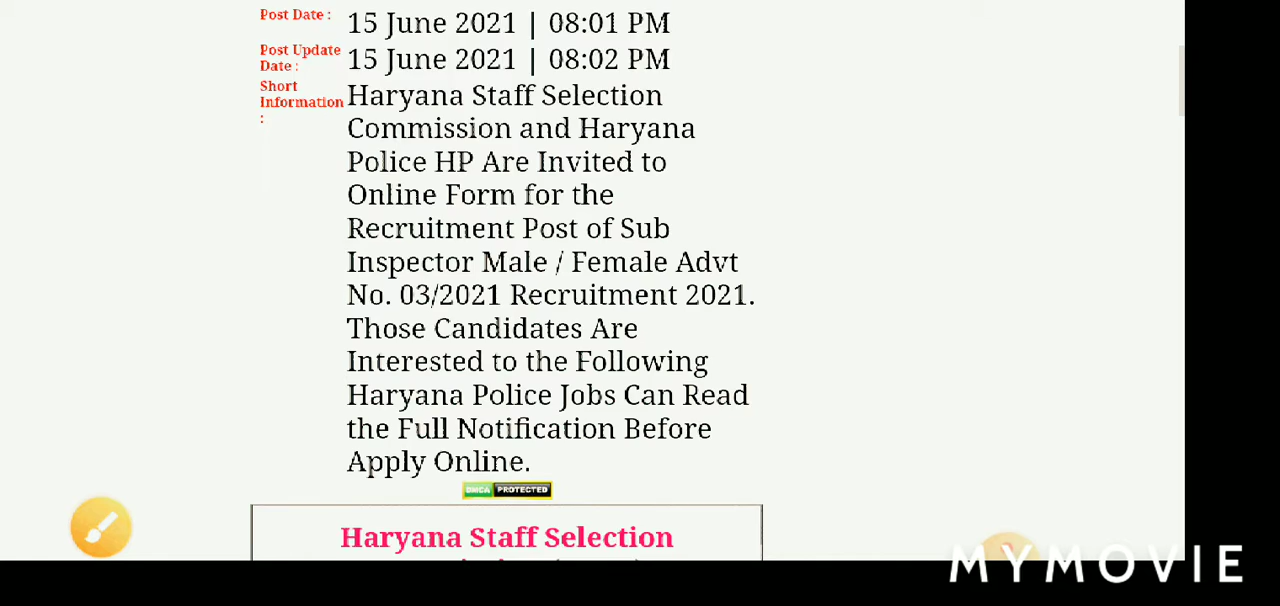 Post Date : 15 June 2021 | 08:01 PM
Post Update Date : 15 June 2021 | 08:02 PM
Short Information : Haryana Staff Selection
Commission and Haryana
Police HP Are Invited to
Online Form for the
Recruitment Post of Sub
Inspector Male / Female Advt
No. 03/2021 Recruitment 2021.
Those Candidates Are
Interested to the Following
Haryana Police Jobs Can Read
the Full Notification Before
Apply Online.
DMCA PROTECTED
Haryana Staff Selection
MYMOVIE